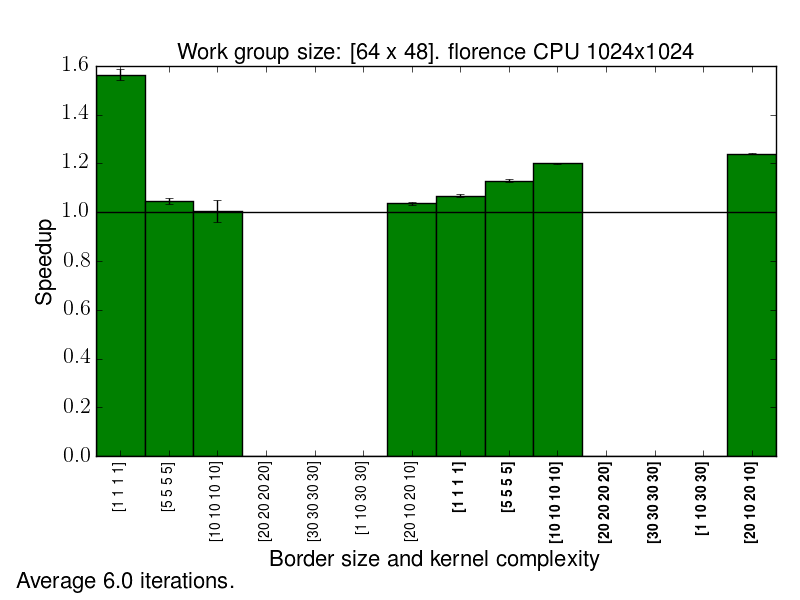 Work group size: [64 x 48]. florence CPU 1024x1024
1.6
1.4
1.2
1.0
0.8
0.6
0.4
0.2
0.0
Speedup
[1 1 1 1]
[5 5 5 5]
[10 10 10 10]
[20 20 20 20]
[30 30 30 30]
[1 10 30 30]
[20 10 20 10]
[1 1 1 1]
[5 5 5 5]
[10 10 10 10]
[20 20 20 20]
[30 30 30 30]
[1 10 30 30]
[20 10 20 10]
Border size and kernel complexity
Average 6.0 iterations.